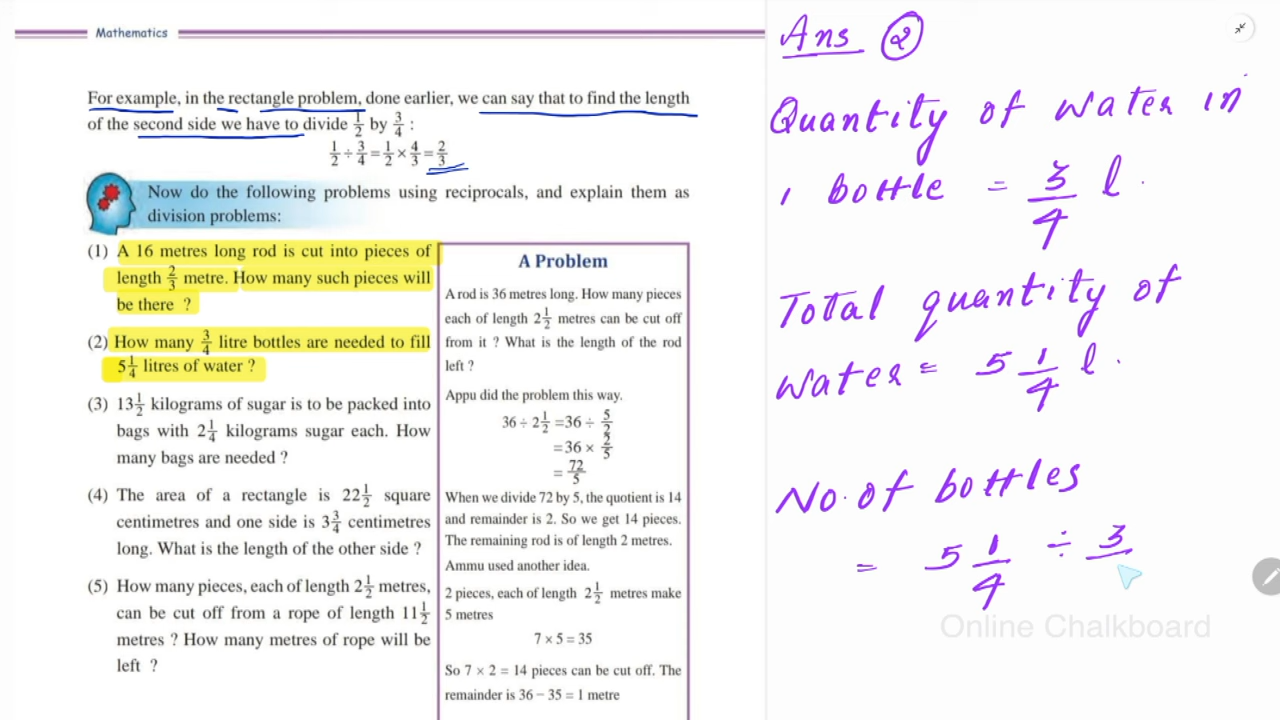 Mathematics
For example, in the rectangle problem, done earlier, we can say that to find the length
of the second side we have to divide 1/2 by 3/4 :
1/2 ÷ 3/4 = 1/2 × 4/3 = 2/3
Now do the following problems using reciprocals, and explain them as
division problems:
(1) A 16 metres long rod is cut into pieces of
length 2/3 metre. How many such pieces will
be there ?
(2) How many 3/4 litre bottles are needed to fill
5 1/4 litres of water ?
(3) 13 1/2 kilograms of sugar is to be packed into
bags with 2 1/4 kilograms sugar each. How
many bags are needed ?
(4) The area of a rectangle is 22 1/2 square
centimetres and one side is 3 3/4 centimetres
long. What is the length of the other side ?
(5) How many pieces, each of length 2 1/2 metres,
can be cut off from a rope of length 11 1/2
metres ? How many metres of rope will be
left ?
A Problem
A rod is 36 metres long. How many pieces
each of length 2 1/2 metres can be cut off
from it ? What is the length of the rod
left ?
Appu did the problem this way.
36 ÷ 2 1/2 = 36 ÷ 5/2
= 36 × 2/5
= 72/5
When we divide 72 by 5, the quotient is 14
and remainder is 2. So we get 14 pieces.
The remaining rod is of length 2 metres.
Ammu used another idea.
2 pieces, each of length 2 1/2 metres make
5 metres
7 × 5 = 35
So 7 × 2 = 14 pieces can be cut off. The
remainder is 36 − 35 = 1 metre
Ans ②
Quantity of water in
1 bottle = 3/4 l.
Total quantity of
water = 5 1/4 l.
No. of bottles
= 5 1/4 ÷ 3/
Online Chalkboard